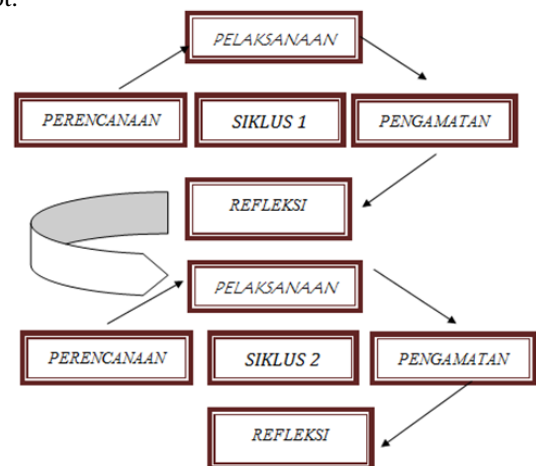 PELAKSANAAN
PERENCANAAN
SIKLUS 1
PENGAMATAN
REFLEKSI
PELAKSANAAN
PERENCANAAN
SIKLUS 2
PENGAMATAN
REFLEKSI